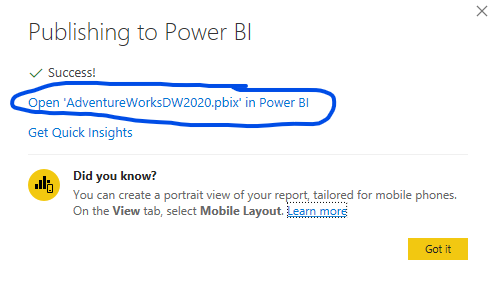 Publishing to Power BI
Success!
Open 'AdventureWorksDW2020.pbix' in Power BI
Get Quick Insights
Did you know?
You can create a portrait view of your report, tailored for mobile phones.
On the View tab, select Mobile Layout. Learn more
Got it